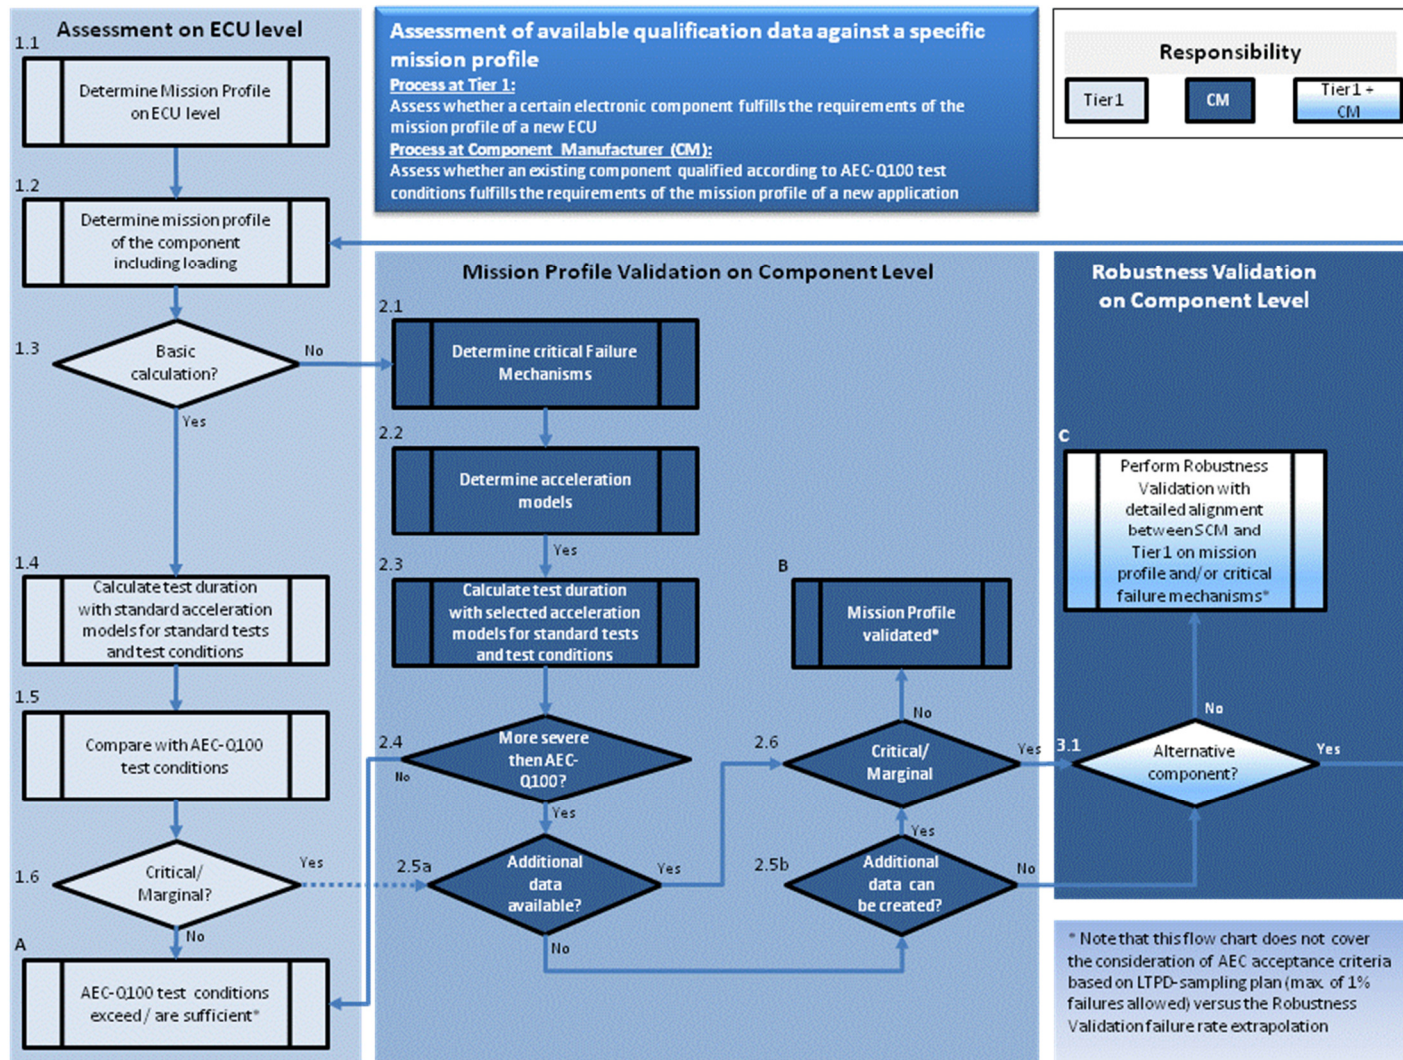 Assessment on ECU level
1.1
Determine Mission Profile
on ECU level
1.2
Determine mission profile
of the component
including loading
1.3
Basic
calculation?
No
Yes
1.4
Calculate test duration
with standard acceleration
models for standard tests
and test conditions
1.5
Compare with AEC-Q100
test conditions
1.6
Critical/
Marginal?
Yes
No
A
AEC-Q100 test conditions
exceed / are sufficient*
Assessment of available qualification data against a specific
mission profile
Process at Tier 1:
Assess whether a certain electronic component fulfills the requirements of the
mission profile of a new ECU
Process at Component Manufacturer (CM):
Assess whether an existing component qualified according to AEC-Q100 test
conditions fulfills the requirements of the mission profile of a new application
Responsibility
Tier1
CM
Tier1 +
CM
Mission Profile Validation on Component Level
2.1
Determine critical Failure
Mechanisms
2.2
Determine acceleration
models
Yes
2.3
Calculate test duration
with selected acceleration
models for standard tests
and test conditions
2.4
More severe
then AEC-
Q100?
No
Yes
2.5a
Additional
data
available?
Yes
No
B
Mission Profile
validated*
No
2.6
Critical/
Marginal
Yes
Yes
2.5b
Additional
data can
be created?
No
Robustness Validation
on Component Level
C
Perform Robustness
Validation with
detailed alignment
between SCM and
Tier1 on mission
profile and/or critical
failure mechanisms*
No
3.1
Alternative
component?
Yes
* Note that this flow chart does not cover
the consideration of AEC acceptance criteria
based on LTPD-sampling plan (max. of 1%
failures allowed) versus the Robustness
Validation failure rate extrapolation